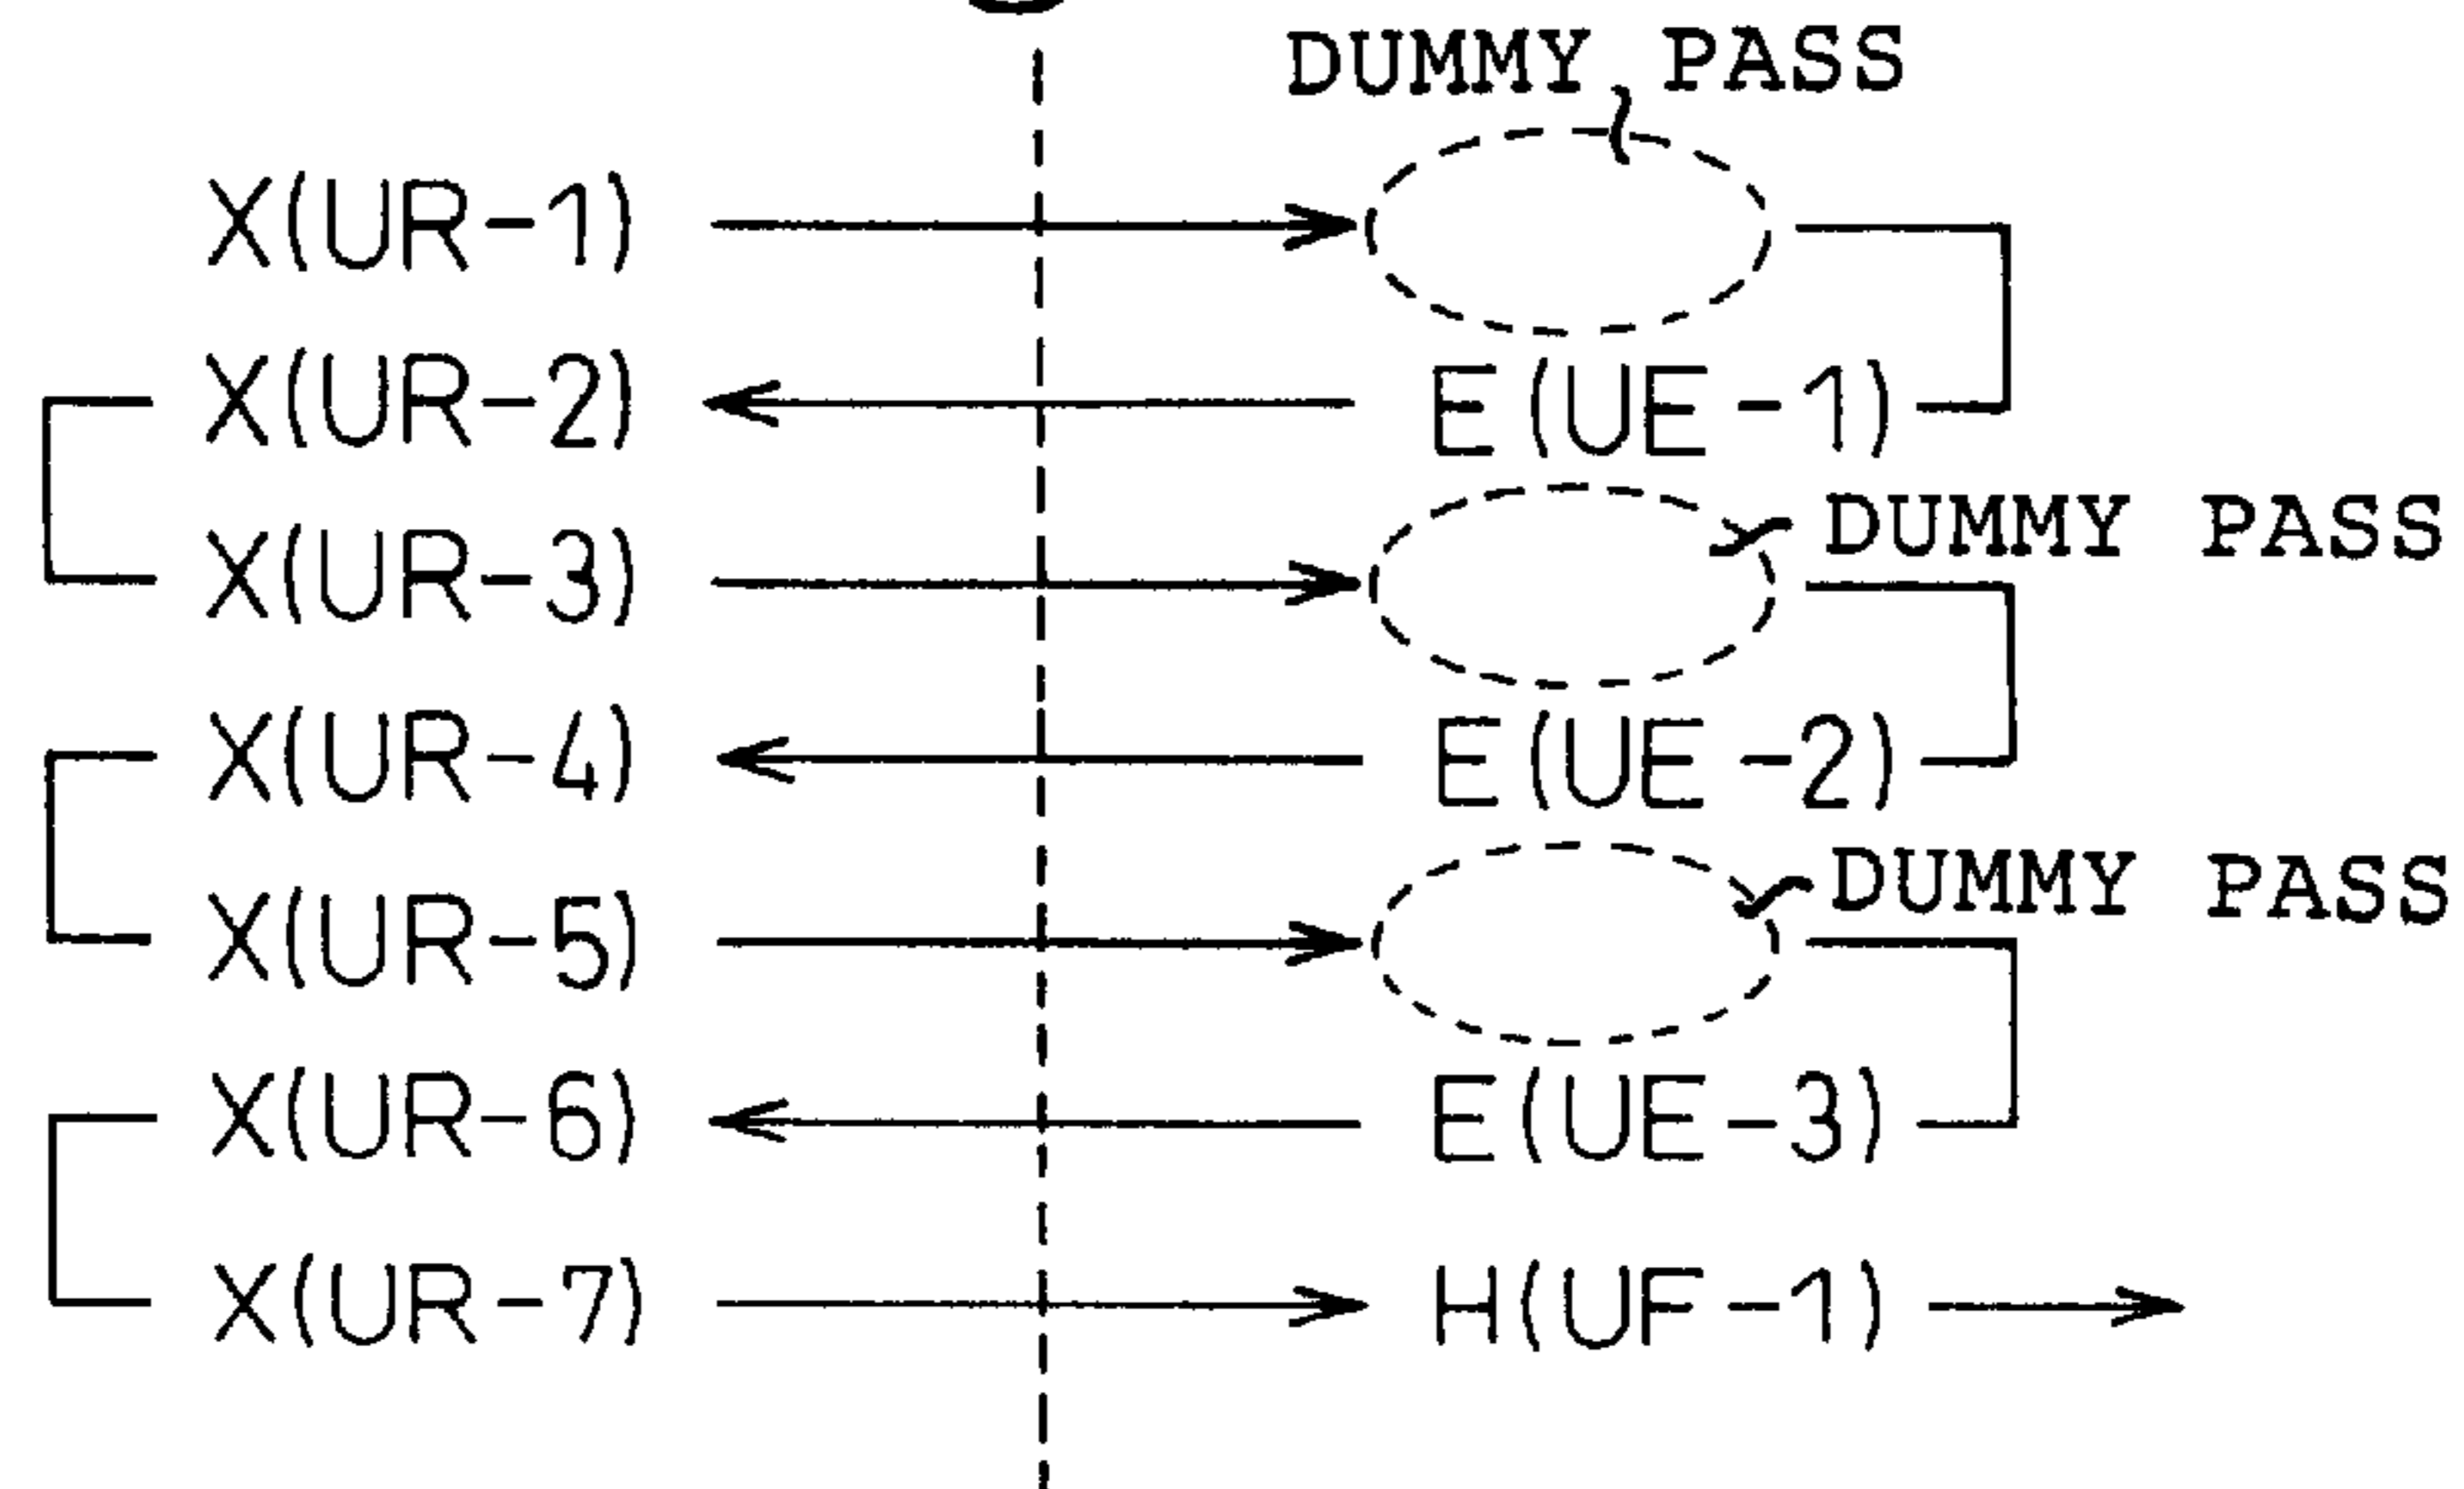 DUMMY PASS
X(UR-1)
X(UR-2) E(UE-1)
DUMMY PASS
X(UR-3)
X(UR-4) E(UE-2)
DUMMY PASS
X(UR-5)
X(UR-6) E(UE-3)
X(UR-7) H(UF-1)